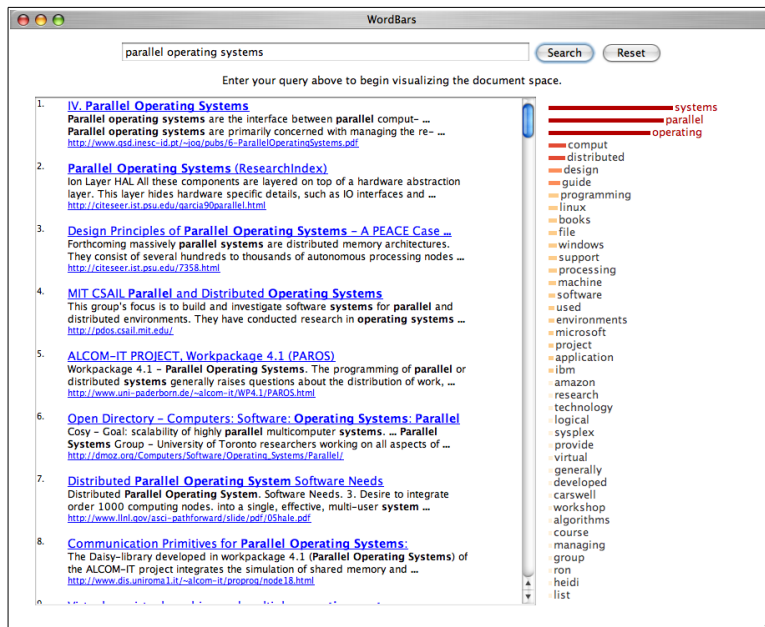 WordBars
parallel operating systems
Search
Reset
Enter your query above to begin visualizing the document space.
1. IV. Parallel Operating Systems
Parallel operating systems are the interface between parallel comput- ...
Parallel operating systems are primarily concerned with managing the re- ...
http://www.gsd.inesc-id.pt/~jog/pubs/6-ParallelOperatingSystems.pdf
2. Parallel Operating Systems (ResearchIndex)
Ion Layer HAL All these components are layered on top of a hardware abstraction
layer. This layer hides hardware specific details, such as IO interfaces and ...
http://citeseer.ist.psu.edu/garcia90parallel.html
3. Design Principles of Parallel Operating Systems - A PEACE Case ...
Forthcoming massively parallel systems are distributed memory architectures.
They consist of several hundreds to thousands of autonomous processing nodes ...
http://citeseer.ist.psu.edu/7358.html
4. MIT CSAIL Parallel and Distributed Operating Systems
This group's focus is to build and investigate software systems for parallel and
distributed environments. They have conducted research in operating systems ...
http://pdos.csail.mit.edu/
5. ALCOM-IT PROJECT, Workpackage 4.1 (PAROS)
Workpackage 4.1 - Parallel Operating Systems. The programming of parallel or
distributed systems generally raises questions about the distribution of work, ...
http://www.uni-paderborn.de/~alcom-it/WP4.1/PAROS.html
6. Open Directory - Computers: Software: Operating Systems: Parallel
Cosy - Goal: scalability of highly parallel multicomputer systems. ... Parallel
Systems Group - University of Toronto researchers working on all aspects of ...
http://dmoz.org/Computers/Software/Operating_Systems/Parallel/
7. Distributed Parallel Operating System Software Needs
Distributed Parallel Operating System. Software Needs. 3. Desire to integrate
order 1000 computing nodes. into a single, effective, multi-user system ...
http://www.llnl.gov/asci-pathforward/slide/pdf/05hale.pdf
8. Communication Primitives for Parallel Operating Systems:
The Daisy-library developed in workpackage 4.1 (Parallel Operating Systems) of
the ALCOM-IT project integrates the simulation of shared memory and ...
http://www.dis.uniroma1.it/~alcom-it/proprog/node18.html
systems
parallel
operating
comput
distributed
design
guide
programming
linux
books
file
windows
support
processing
machine
software
used
environments
microsoft
project
application
ibm
amazon
research
technology
logical
sysplex
provide
virtual
generally
developed
carswell
workshop
algorithms
course
managing
group
ron
heidi
list